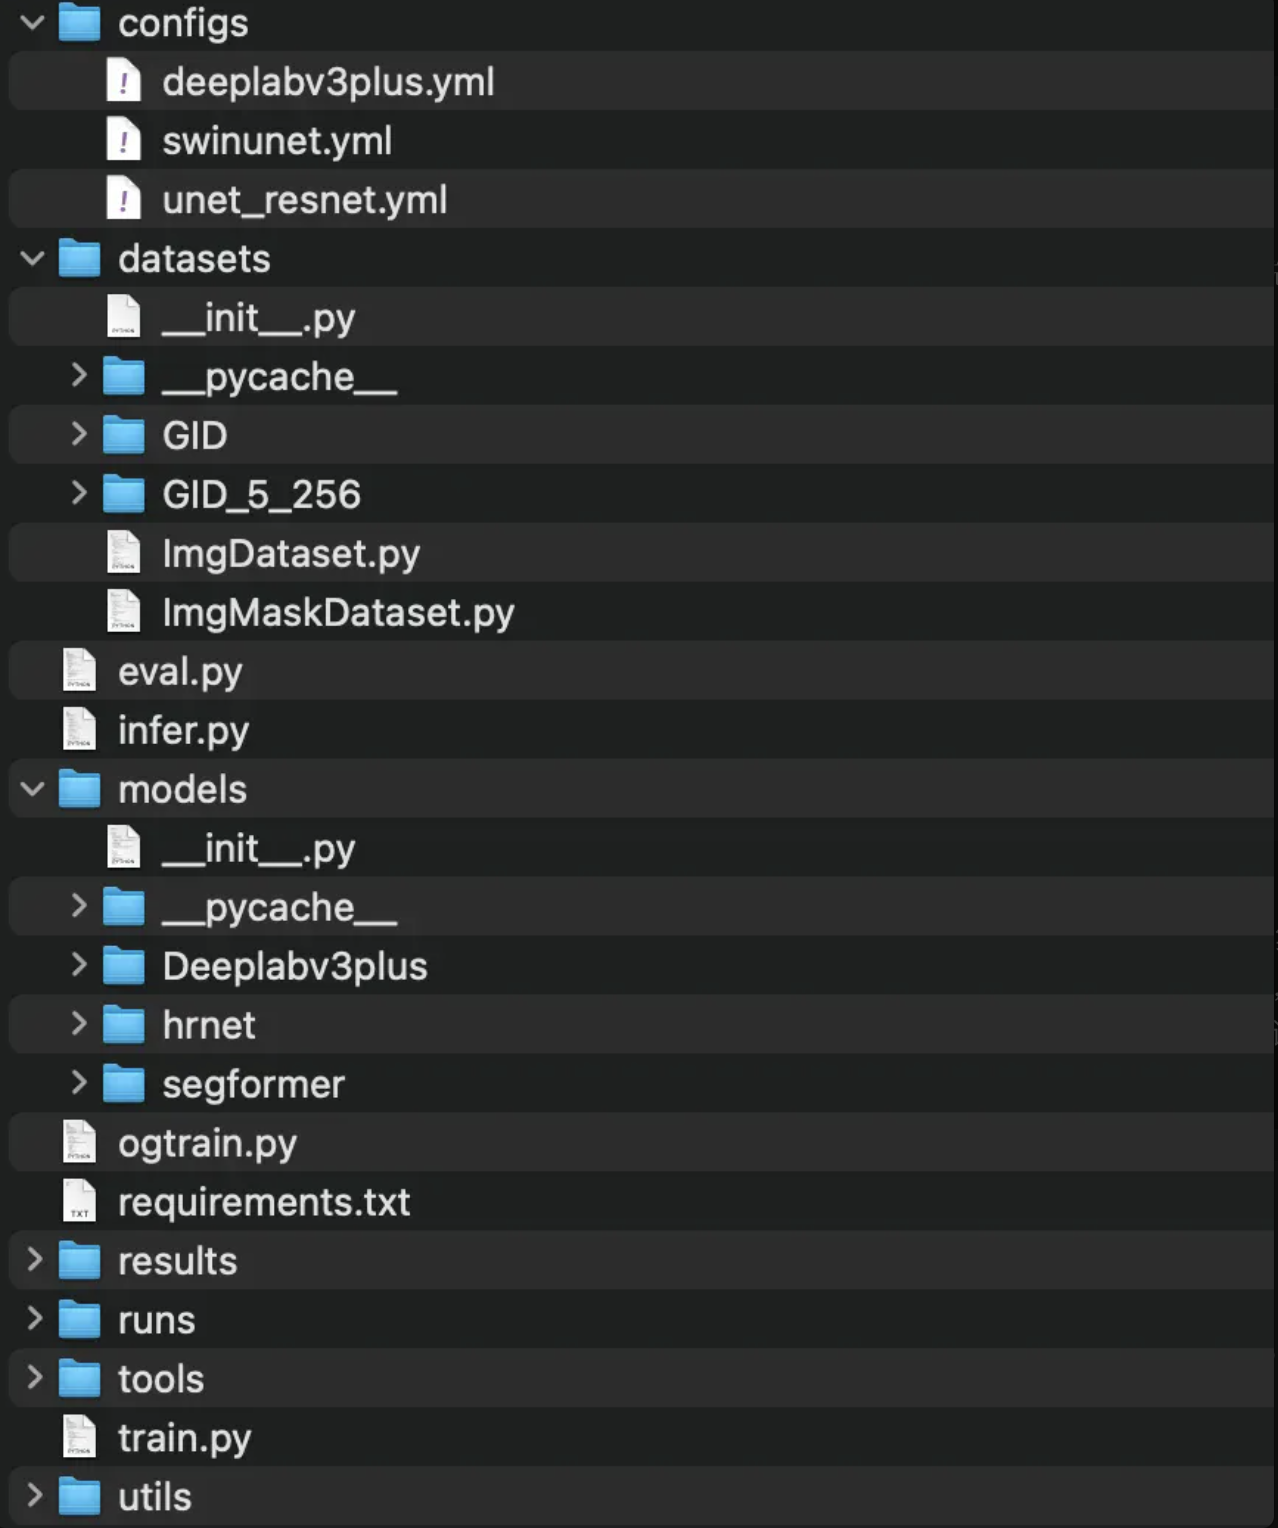 configs
deeplabv3plus.yml
swinunet.yml
unet_resnet.yml
datasets
__init__.py
__pycache__
GID
GID_5_256
ImgDataset.py
ImgMaskDataset.py
eval.py
infer.py
models
__init__.py
__pycache__
Deeplabv3plus
hrnet
segformer
ogtrain.py
requirements.txt
results
runs
tools
train.py
utils